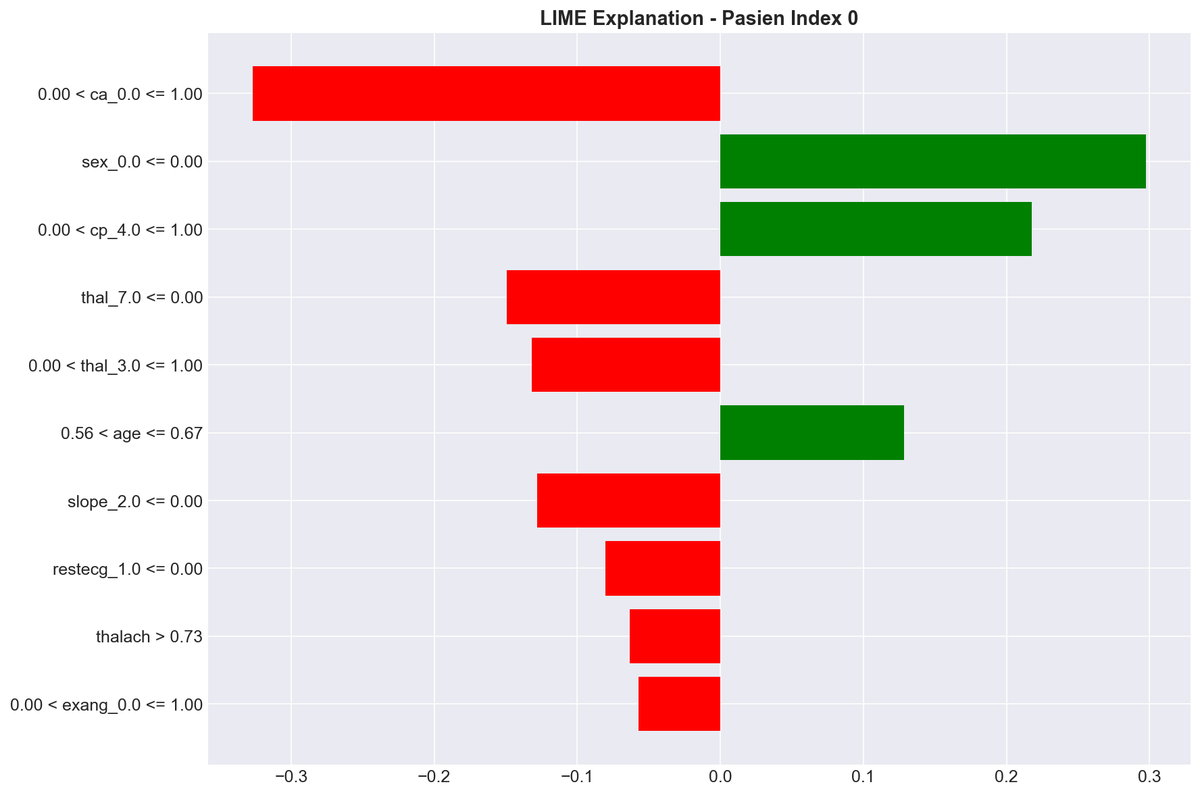 LIME Explanation - Pasien Index 0
0.00 < ca_0.0 <= 1.00
sex_0.0 <= 0.00
0.00 < cp_4.0 <= 1.00
thal_7.0 <= 0.00
0.00 < thal_3.0 <= 1.00
0.56 < age <= 0.67
slope_2.0 <= 0.00
restecg_1.0 <= 0.00
thalach > 0.73
0.00 < exang_0.0 <= 1.00
−0.3 −0.2 −0.1 0.0 0.1 0.2 0.3